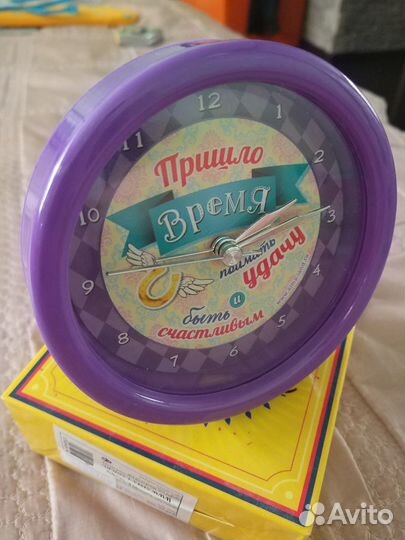 12
1
2
3
4
5
6
7
8
9
10
11
Пришло
Время
поймать
удачу
и
быть
счастливым
Avito